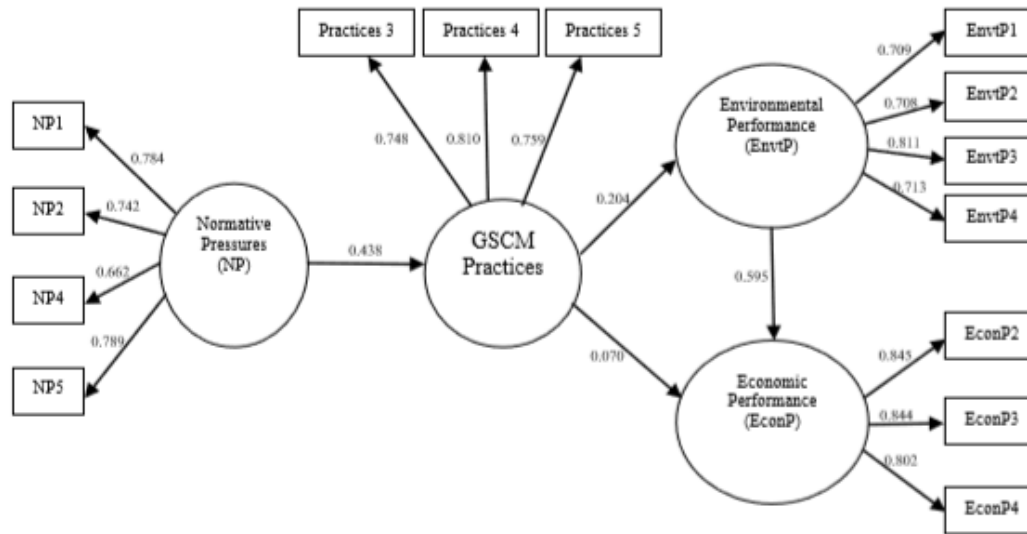 Practices 3
Practices 4
Practices 5
EnvtP1
0.709
Environmental
Performance
(EnvtP)
0.708
EnvtP2
NP1
0.748
0.810
0.759
0.811
EnvtP3
0.784
0.713
NP2
0.742
Normative
Pressures
(NP)
0.204
EnvtP4
0.438
GSCM
Practices
NP4
0.662
0.595
0.789
NP5
0.070
Economic
Performance
(EconP)
0.845
EconP2
0.844
EconP3
0.802
EconP4